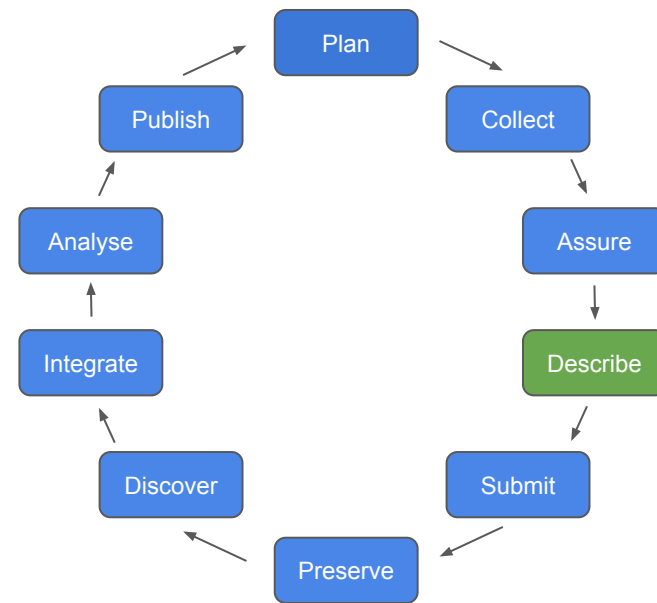 Plan
Collect
Assure
Describe
Submit
Preserve
Discover
Integrate
Analyse
Publish